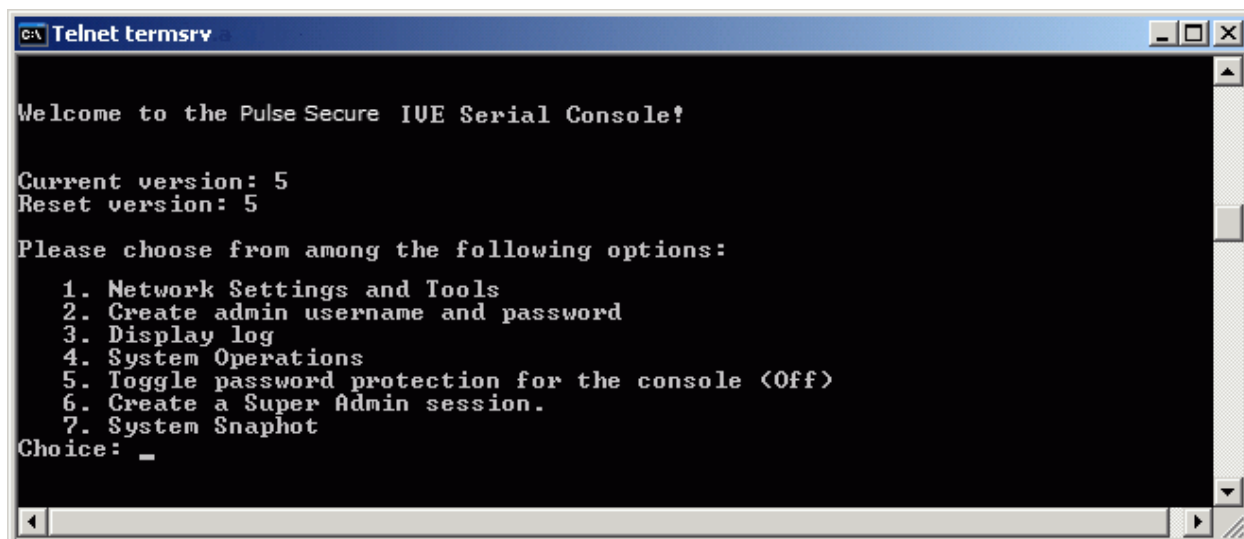 Telnet termsrv
Welcome to the Pulse Secure IVE Serial Console!
Current version: 5
Reset version: 5
Please choose from among the following options:
1. Network Settings and Tools
2. Create admin username and password
3. Display log
4. System Operations
5. Toggle password protection for the console (Off)
6. Create a Super Admin session.
7. System Snaphot
Choice: _